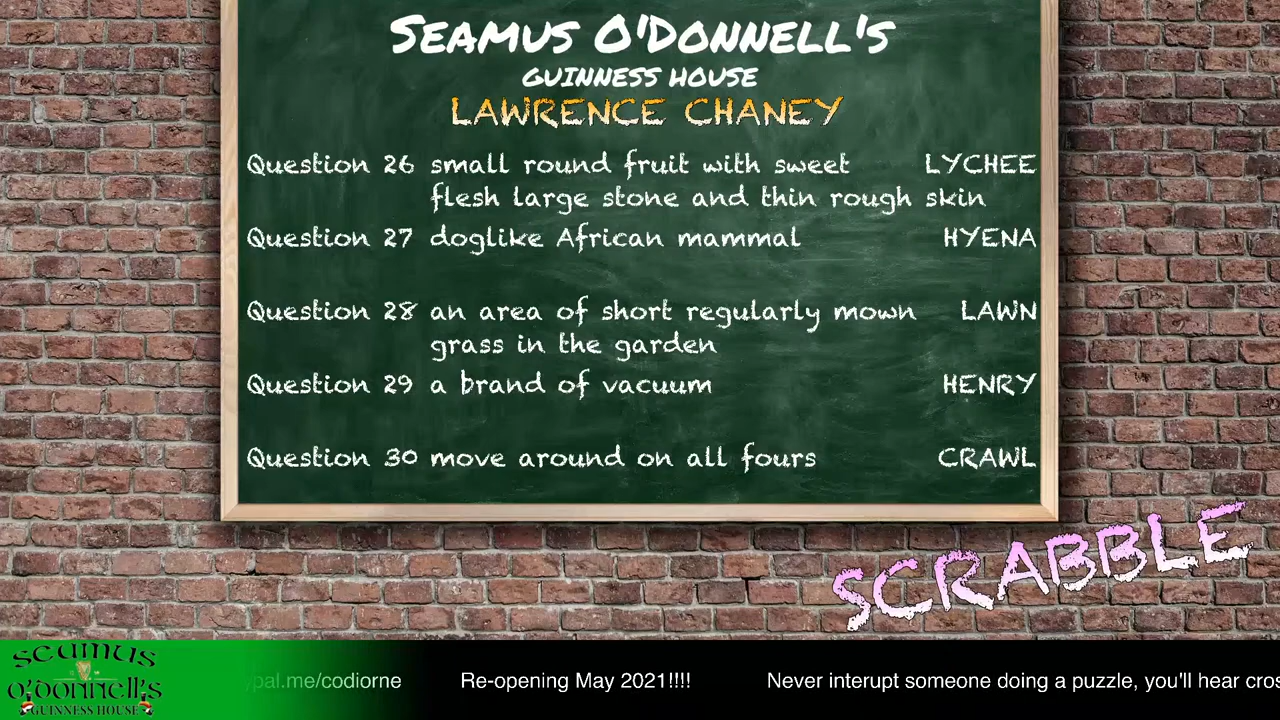 SEAMUS O'DONNELL'S
GUINNESS HOUSE
LAWRENCE CHANEY
Question 26 small round fruit with sweet LYCHEE
flesh large stone and thin rough skin
Question 27 doglike African mammal HYENA
Question 28 an area of short regularly mown LAWN
grass in the garden
Question 29 a brand of vacuum HENRY
Question 30 move around on all fours CRAWL
SCRABBLE
seamus
o'donnell's
GUINNESS HOUSE
ypal.me/codiorne Re-opening May 2021!!!! Never interupt someone doing a puzzle, you'll hear cros